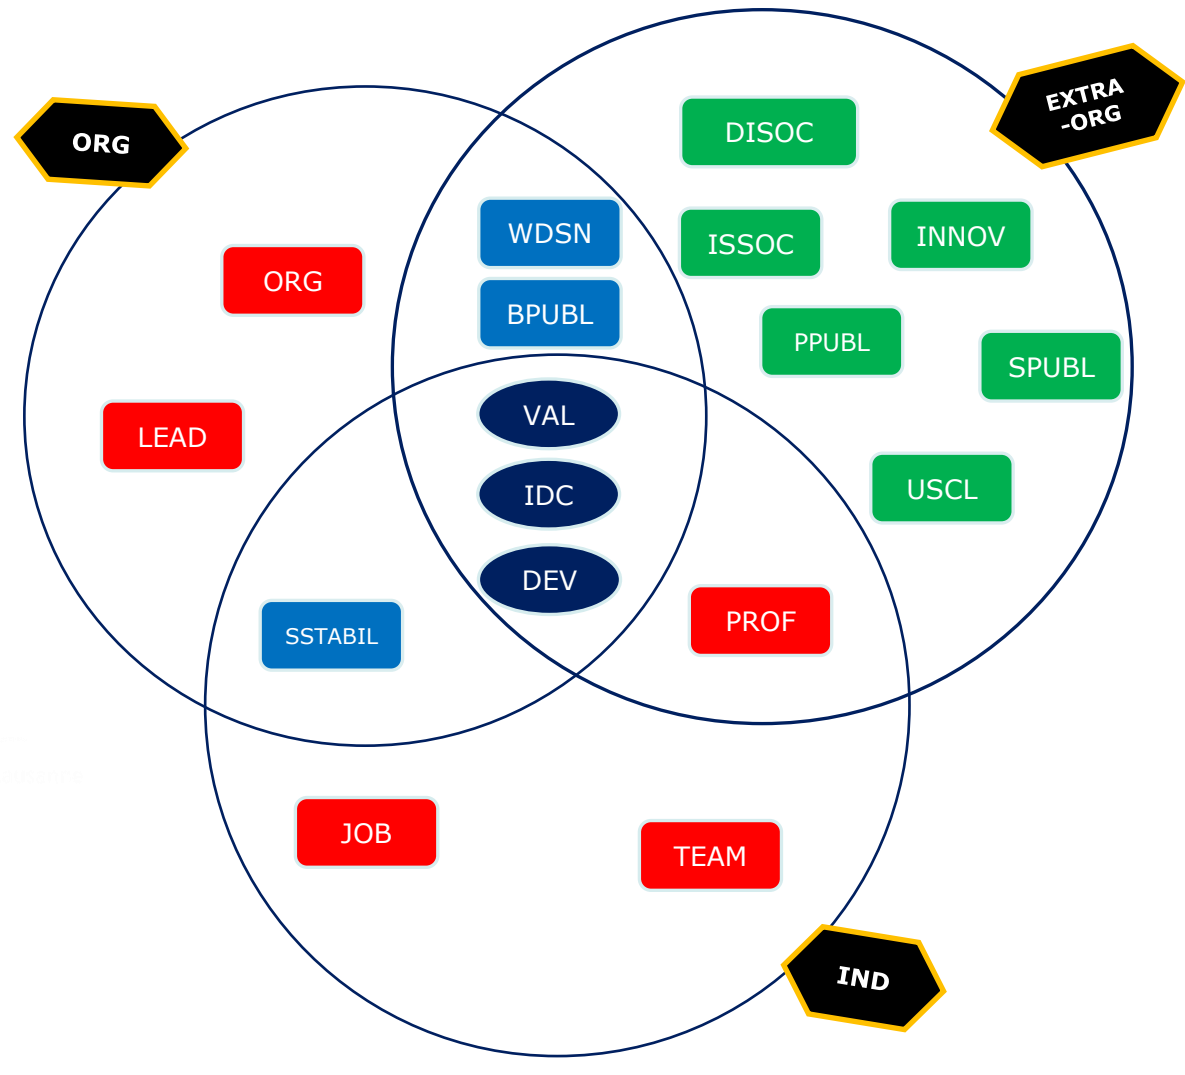 ORG
EXTRA
-ORG
DISOC
WDSN
ISSOC
INNOV
ORG
BPUBL
PPUBL
SPUBL
VAL
LEAD
IDC
USCL
DEV
SSTABIL
PROF
JOB
TEAM
IND